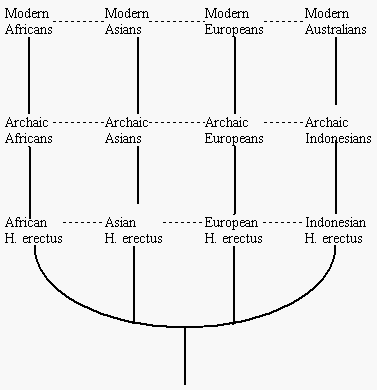 Modern Modern Modern Modern
Africans Asians Europeans Australians
Archaic Archaic Archaic Archaic
Africans Asians Europeans Indonesians
African Asian European Indonesian
H. erectus H. erectus H. erectus H. erectus